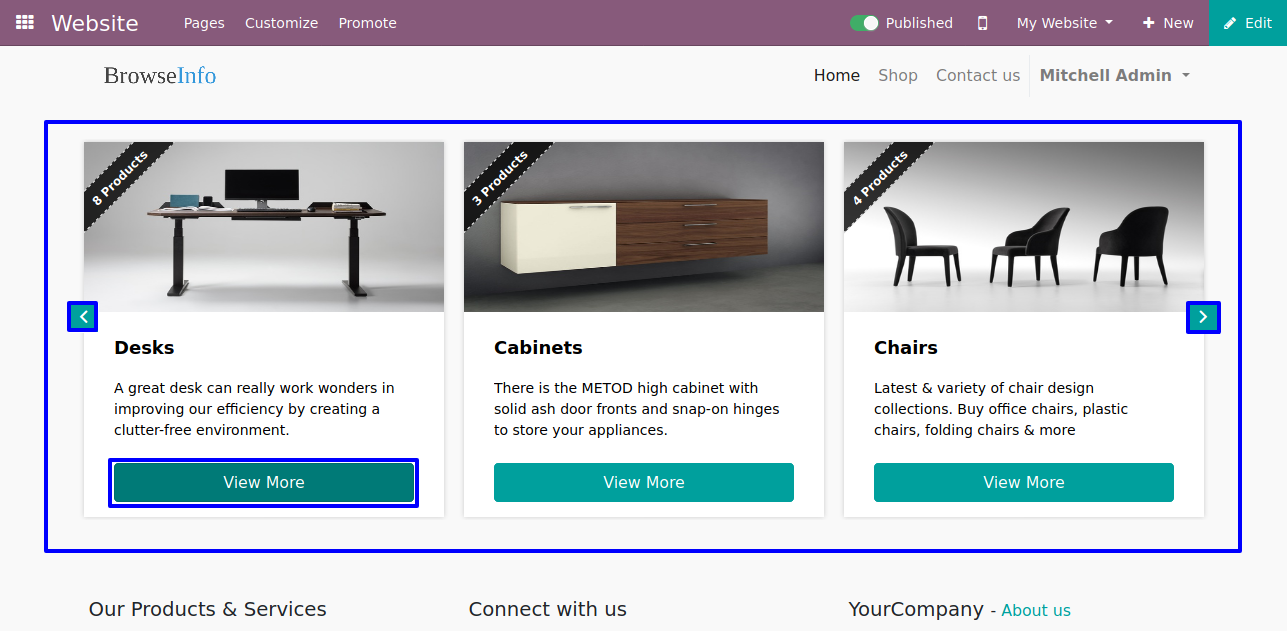 Website Pages Customize Promote Published My Website New Edit
BrowseInfo Home Shop Contact us Mitchell Admin
8 Products 3 Products 4 Products
Desks
A great desk can really work wonders in
improving our efficiency by creating a
clutter-free environment.
View More
Cabinets
There is the METOD high cabinet with
solid ash door fronts and snap-on hinges
to store your appliances.
View More
Chairs
Latest & variety of chair design
collections. Buy office chairs, plastic
chairs, folding chairs & more
View More
Our Products & Services Connect with us YourCompany - About us